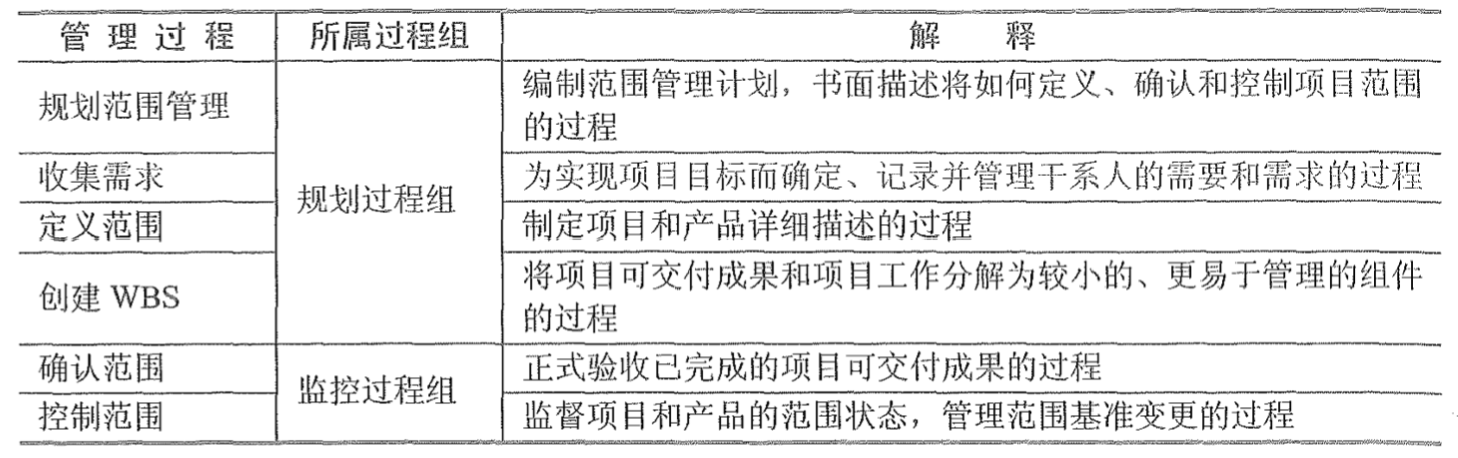 管理过程 所属过程组 解释
规划范围管理 规划过程组 编制范围管理计划，书面描述将如何定义、确认和控制项目范围
的过程
收集需求 为实现项目目标而确定、记录并管理干系人的需要和需求的过程
定义范围 制定项目和产品详细描述的过程
创建 WBS 将项目可交付成果和项目工作分解为较小的、更易于管理的组件
的过程
确认范围 监控过程组 正式验收已完成的项目可交付成果的过程
控制范围 监督项目和产品的范围状态，管理范围基准变更的过程